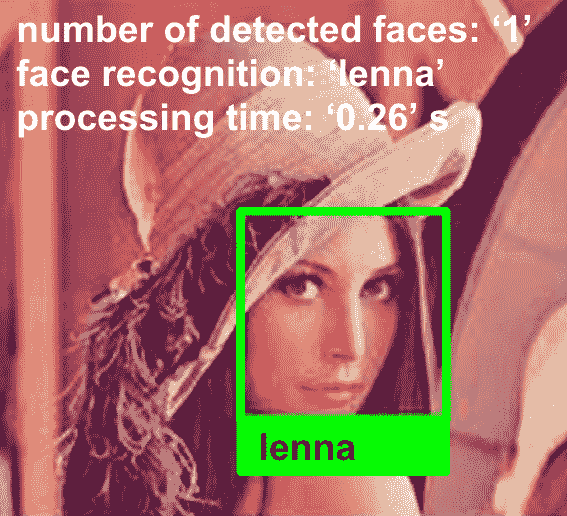 number of detected faces: ‘1’
face recognition: ‘lenna’
processing time: ‘0.26’ s
lenna